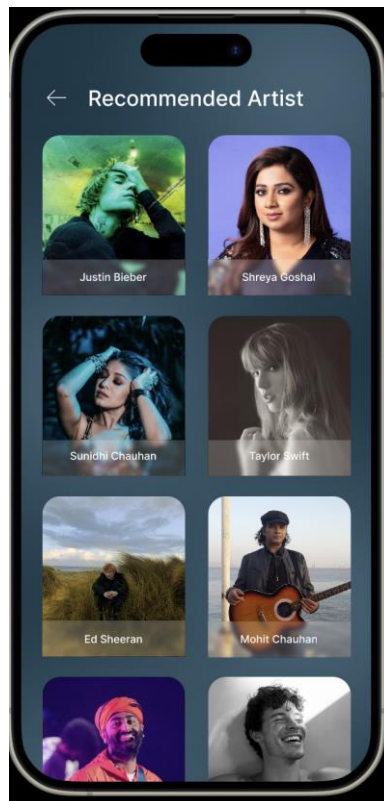 Recommended Artist
Justin Bieber
Shreya Goshal
Sunidhi Chauhan
Taylor Swift
Ed Sheeran
Mohit Chauhan